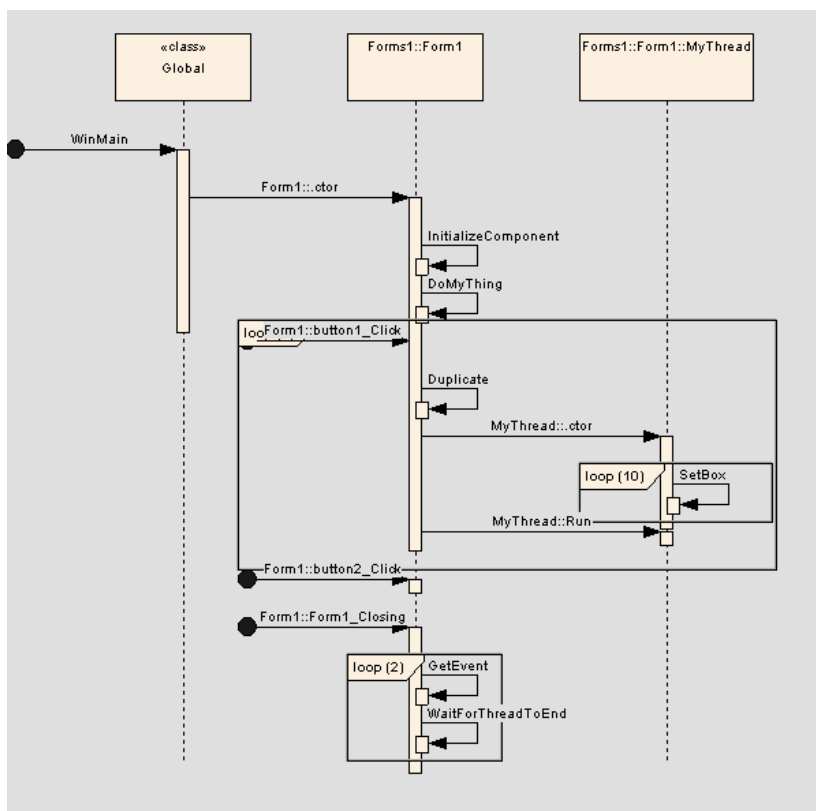 «class»
Global
Forms1::Form1
Forms1::Form1::MyThread
WinMain
Form1::.ctor
InitializeComponent
DoMyThing
Form1::button1_Click
Duplicate
MyThread::.ctor
loop (10)
SetBox
MyThread::Run
Form1::button2_Click
Form1::Form1_Closing
loop (2)
GetEvent
WaitForThreadToEnd